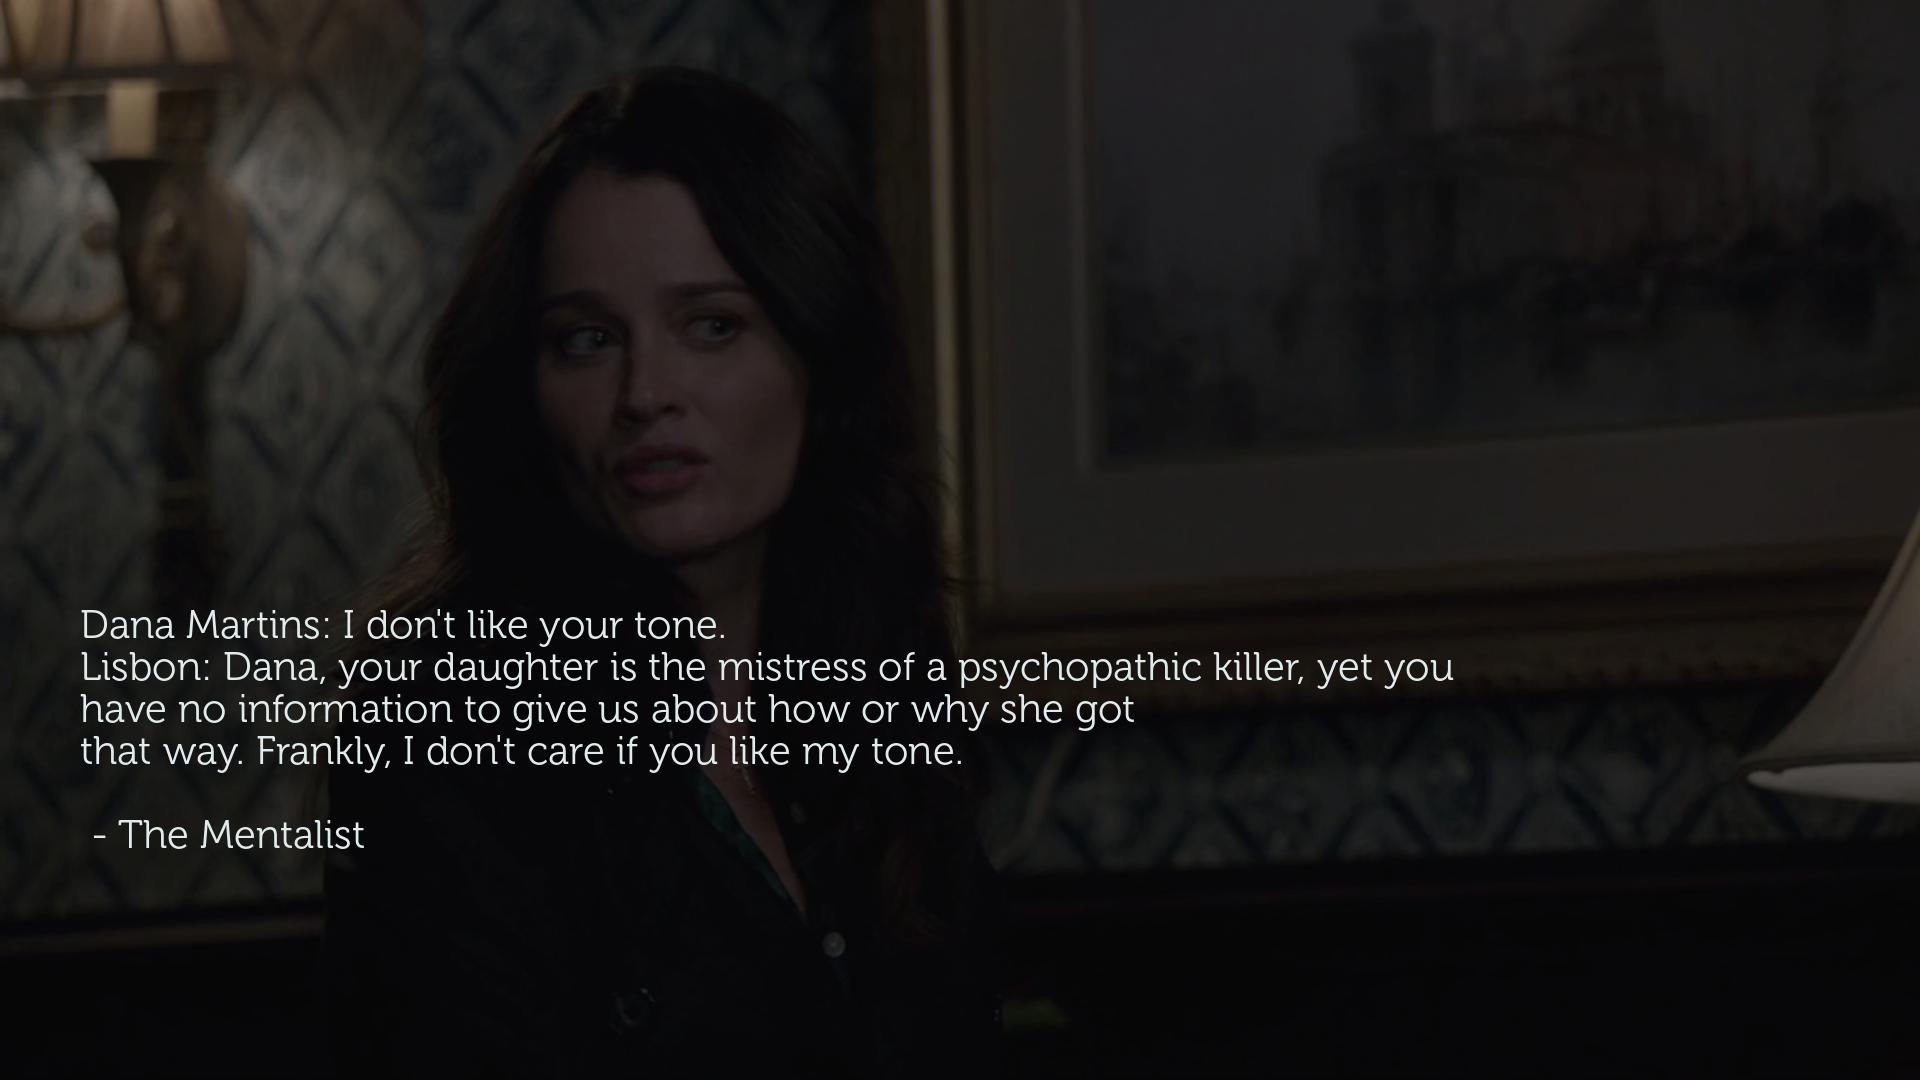 Dana Martins: I don't like your tone.
Lisbon: Dana, your daughter is the mistress of a psychopathic killer, yet you
have no information to give us about how or why she got
that way. Frankly, I don't care if you like my tone.
- The Mentalist